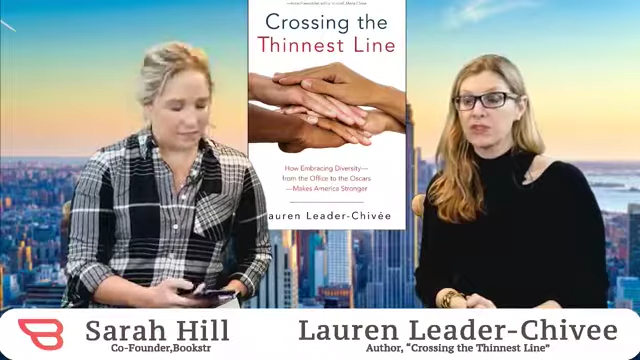 Crossing the
Thinnest Line
How Embracing Diversity—
from the Office to the Oscars
—Makes America Stronger
auren Leader-Chivée
Sarah Hill
Co-Founder,Bookstr
Lauren Leader-Chivee
Author, "Crossing the Thinnest Line"